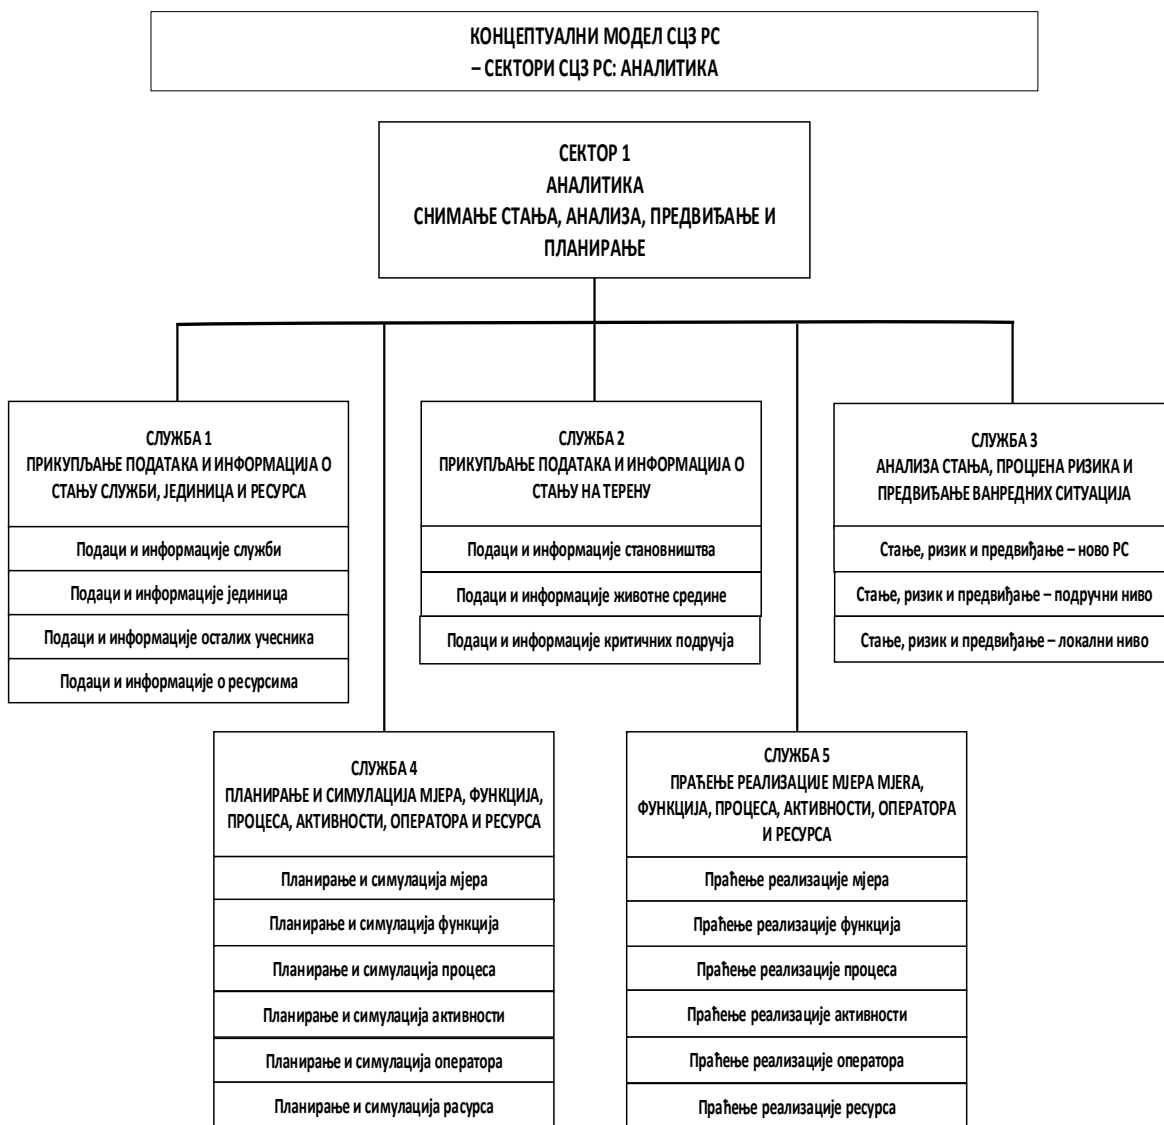 КОНЦЕПТУАЛНИ МОДЕЛ СЦЗ РС
– СЕКТОРИ СЦЗ РС: АНАЛИТИКА
СЕКТОР 1
АНАЛИТИКА
СНИМАЊЕ СТАЊА, АНАЛИЗА, ПРЕДВИЂАЊЕ И
ПЛАНИРАЊЕ
СЛУЖБА 1
ПРИКУПЉАЊЕ ПОДАТАКА И ИНФОРМАЦИЈА О
СТАЊУ СЛУЖБИ, ЈЕДИНИЦА И РЕСУРСА
Подаци и информације служби
Подаци и информације јединица
Подаци и информације осталих учесника
Подаци и информације о ресурсима
СЛУЖБА 2
ПРИКУПЉАЊЕ ПОДАТАКА И ИНФОРМАЦИЈА О
СТАЊУ НА ТЕРЕНУ
Подаци и информације становништва
Подаци и информације животне средине
Подаци и информације критичних подручја
СЛУЖБА 3
АНАЛИЗА СТАЊА, ПРОЦЈЕНА РИЗИКА И
ПРЕДВИЂАЊЕ ВАНРЕДНИХ СИТУАЦИЈА
Стање, ризик и предвиђање – ново РС
Стање, ризик и предвиђање – подручни ниво
Стање, ризик и предвиђање – локални ниво
СЛУЖБА 4
ПЛАНИРАЊЕ И СИМУЛАЦИЈА МЈЕРА, ФУНКЦИЈА,
ПРОЦЕСА, АКТИВНОСТИ, ОПЕРАТОРА И РЕСУРСА
Планирање и симулација мјера
Планирање и симулација функција
Планирање и симулација процеса
Планирање и симулација активности
Планирање и симулација оператора
Планирање и симулација расурса
СЛУЖБА 5
ПРАЋЕЊЕ РЕАЛИЗАЦИЈЕ МЈЕРА МЈЕRA,
ФУНКЦИЈА, ПРОЦЕСА, АКТИВНОСТИ, ОПЕРАТОРА
И РЕСУРСА
Праћење реализације мјера
Праћење реализације функција
Праћење реализације процеса
Праћење реализације активности
Праћење реализације оператора
Праћење реализације ресурса